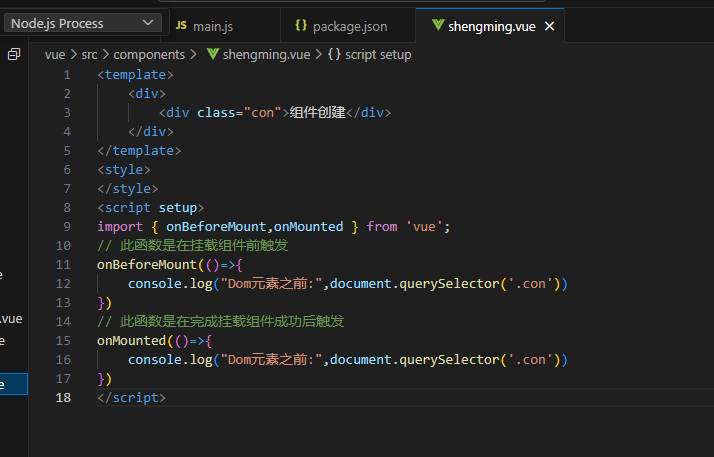 Node.js Process
main.js
package.json
shengming.vue
vue > src > components > shengming.vue > {} script setup
1 <template>
2 <div>
3 <div class="con">组件创建</div>
4 </div>
5 </template>
6 <style>
7 </style>
8 <script setup>
9 import { onBeforeMount,onMounted } from 'vue';
10 // 此函数是在挂载组件前触发
11 onBeforeMount(()=>{
12 console.log("Dom元素之前:",document.querySelector('.con'))
13 })
14 // 此函数是在完成挂载组件成功后触发
15 onMounted(()=>{
16 console.log("Dom元素之前:",document.querySelector('.con'))
17 })
18 </script>
e
.vue
e
e